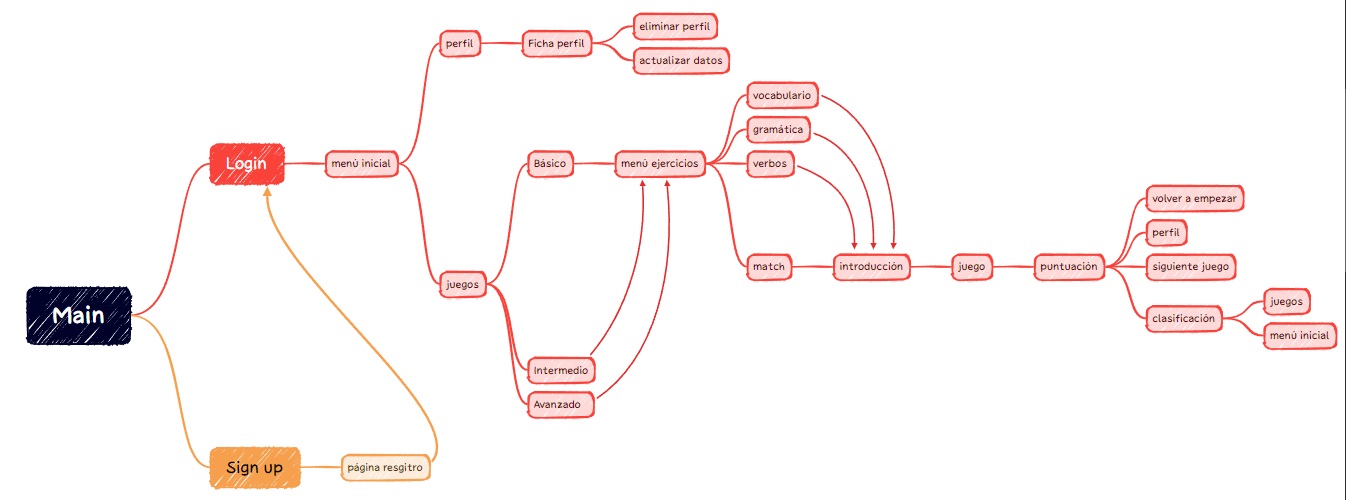 Main
Login
menú inicial
perfil
Ficha perfil
eliminar perfil
actualizar datos
juegos
Básico
menú ejercicios
vocabulario
gramática
verbos
match
introducción
juego
puntuación
volver a empezar
perfil
siguiente juego
clasificación
juegos
menú inicial
Intermedio
Avanzado
Sign up
página resgitro